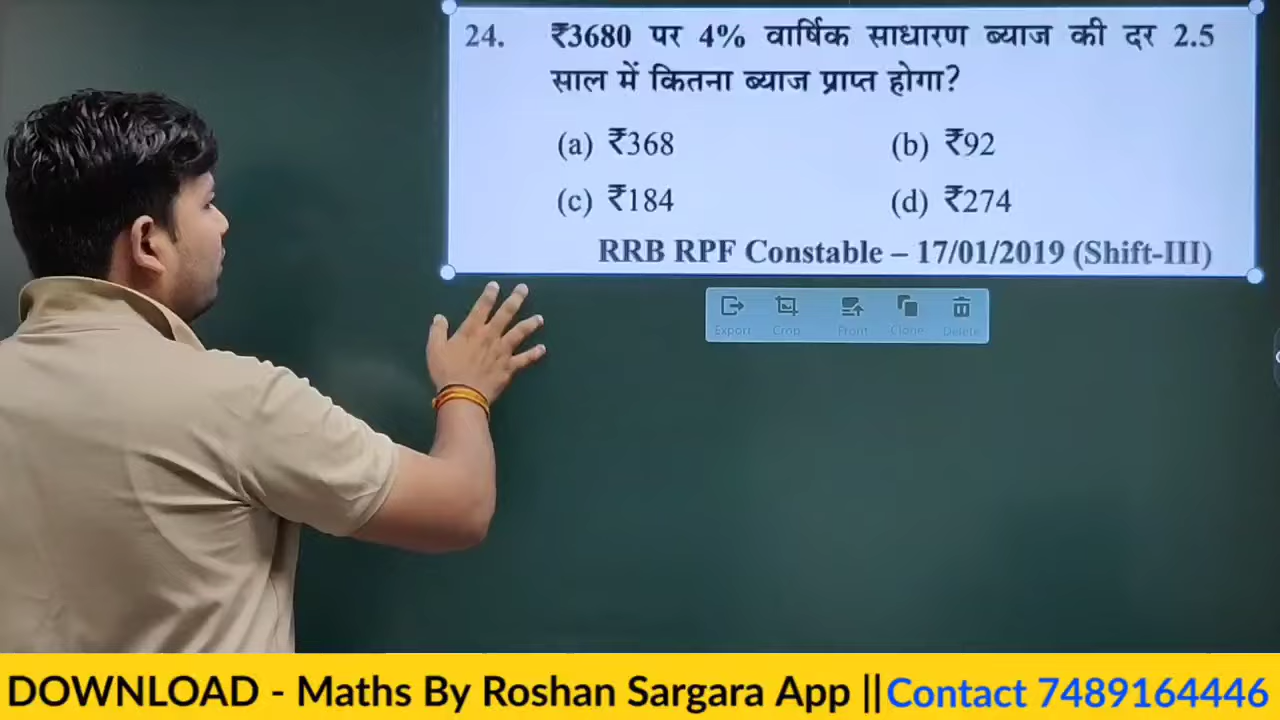 24. ₹3680 पर 4% वार्षिक साधारण ब्याज की दर 2.5
साल में कितना ब्याज प्राप्त होगा?
(a) ₹368 (b) ₹92
(c) ₹184 (d) ₹274
RRB RPF Constable – 17/01/2019 (Shift-III)
Export Crop Front Clone Delete
DOWNLOAD - Maths By Roshan Sargara App || Contact 7489164446